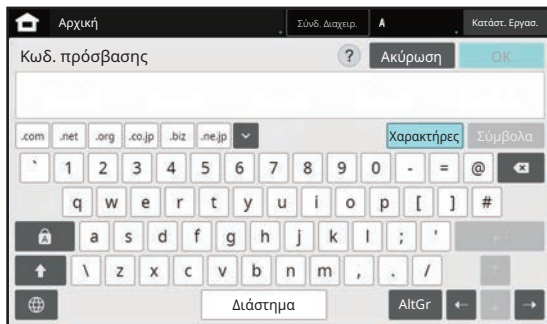 Αρχική Σύνδ. Διαχειρ. A Κατάστ. Εργασ.
Κωδ. πρόσβασης ? Ακύρωση OK
.com .net .org .co.jp .biz .ne.jp Χαρακτήρες Σύμβολα
` 1 2 3 4 5 6 7 8 9 0 - = @
q w e r t y u i o p [ ] #
A a s d f g h j k l ; '
\ z x c v b n m , . /
Διάστημα AltGr